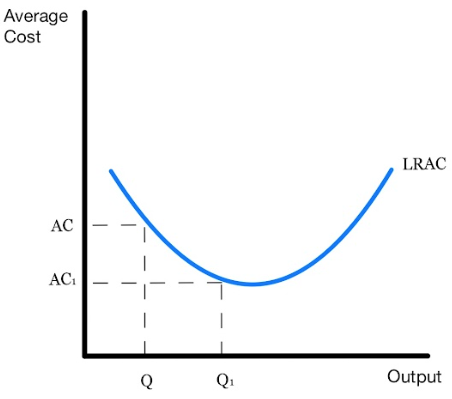 Average
Cost
LRAC
AC
AC₁
Q
Q₁
Output